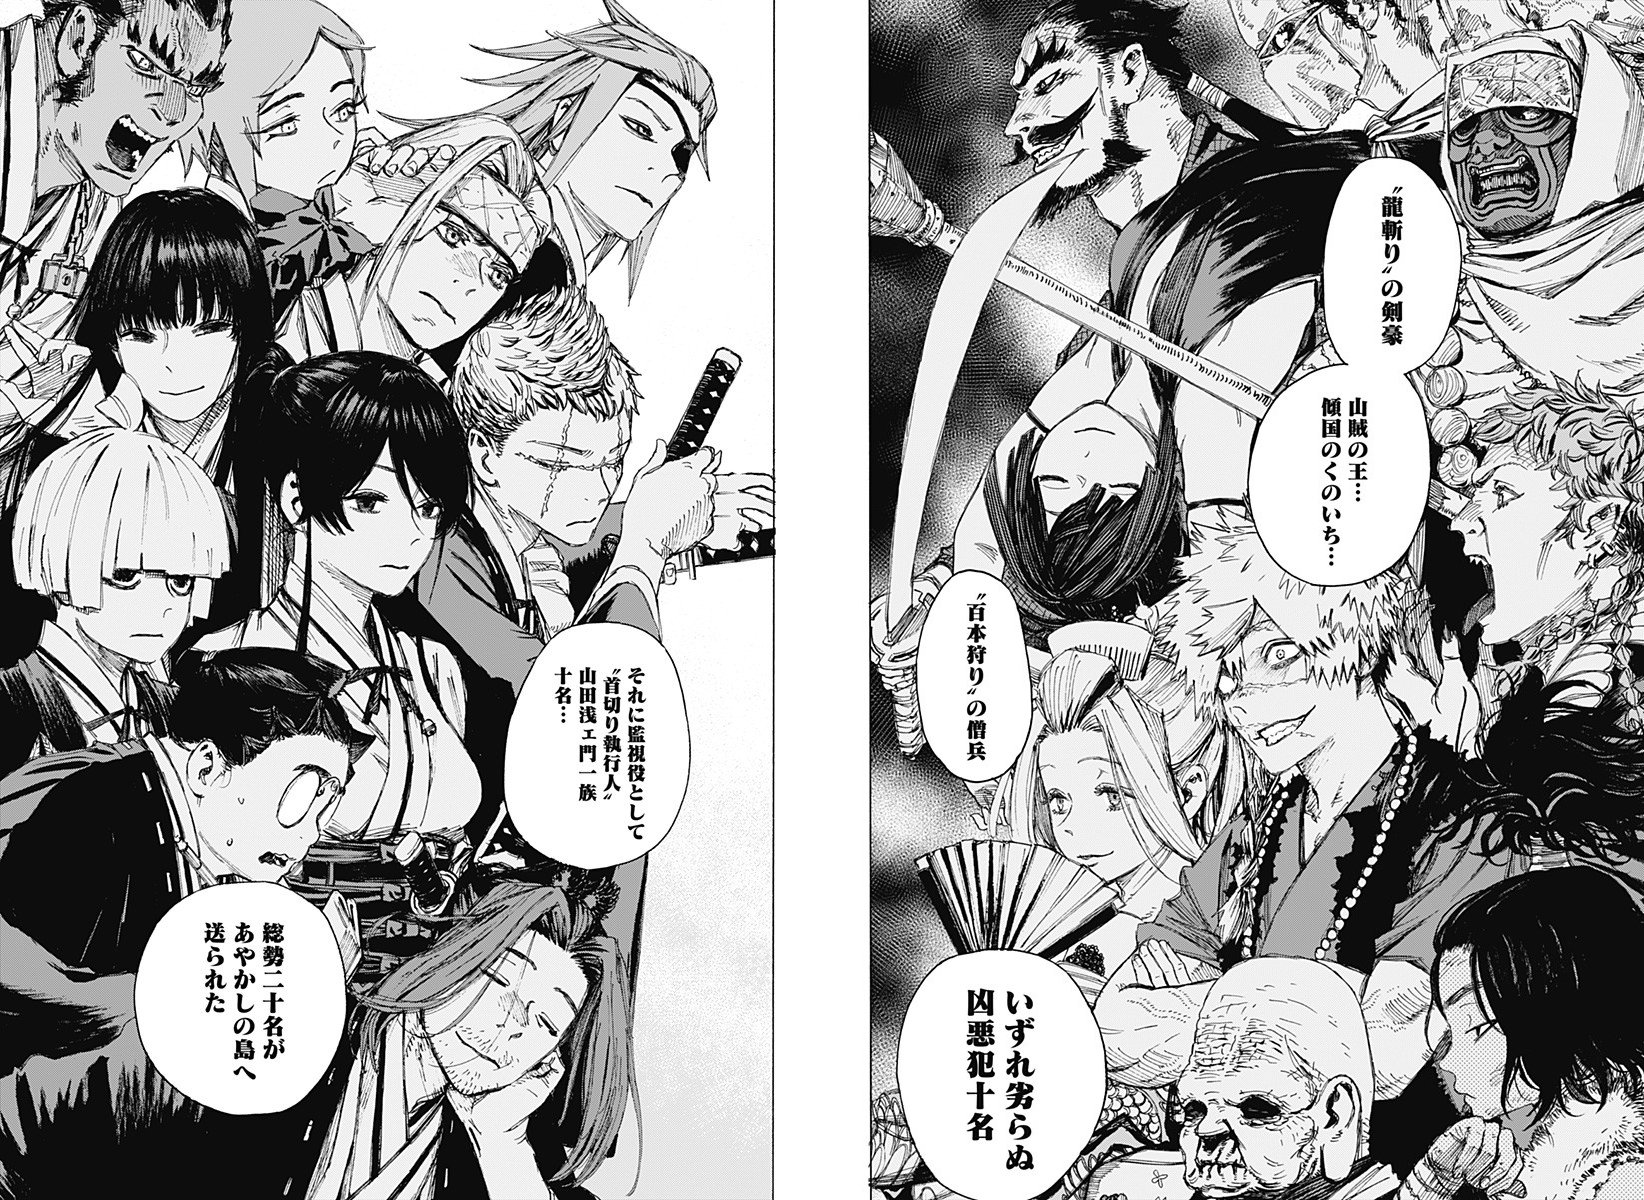 〝龍斬り〟の剣豪
山賊の王…
傾国のくのいち…
〝百本狩り〟の僧兵
いずれ劣らぬ
凶悪犯十名
それに監視役として
〝首切り執行人〟
山田浅ェ門一族
十名…
総勢二十名が
あやかしの島へ
送られた